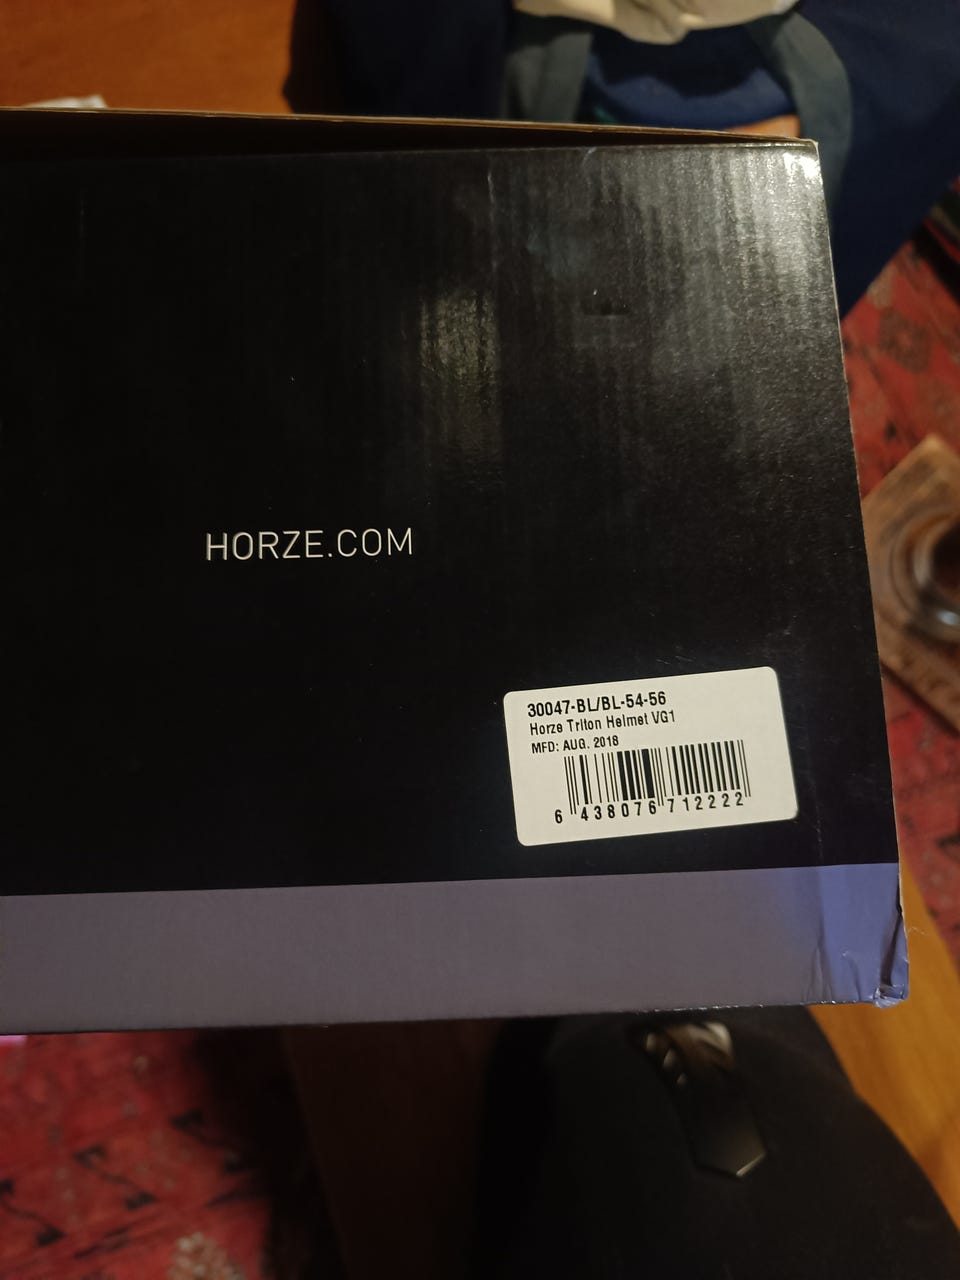 HORZE.COM
30047-BL/BL-54-56
Horze Triton Helmet VG1
MFD: AUG. 2018
6 438076 712222